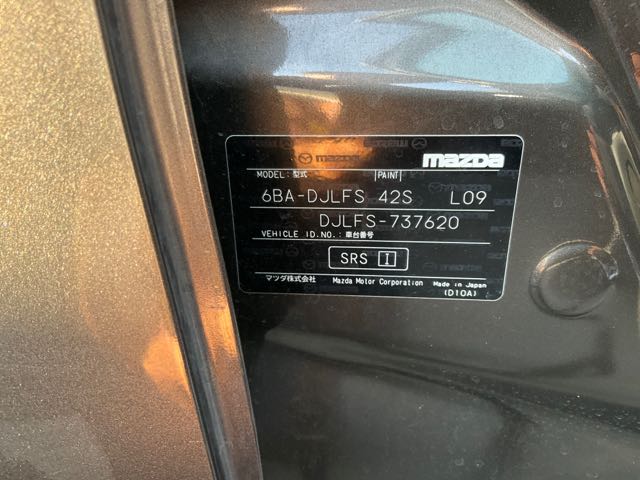 mazda mazda
MODEL: 型式 PAINT
6BA-DJLFS 42S L09
DJLFS-737620
VEHICLE ID.NO.: 車台番号
SRS I
マツダ株式会社 Mazda Motor Corporation Made in Japan
(D10A)